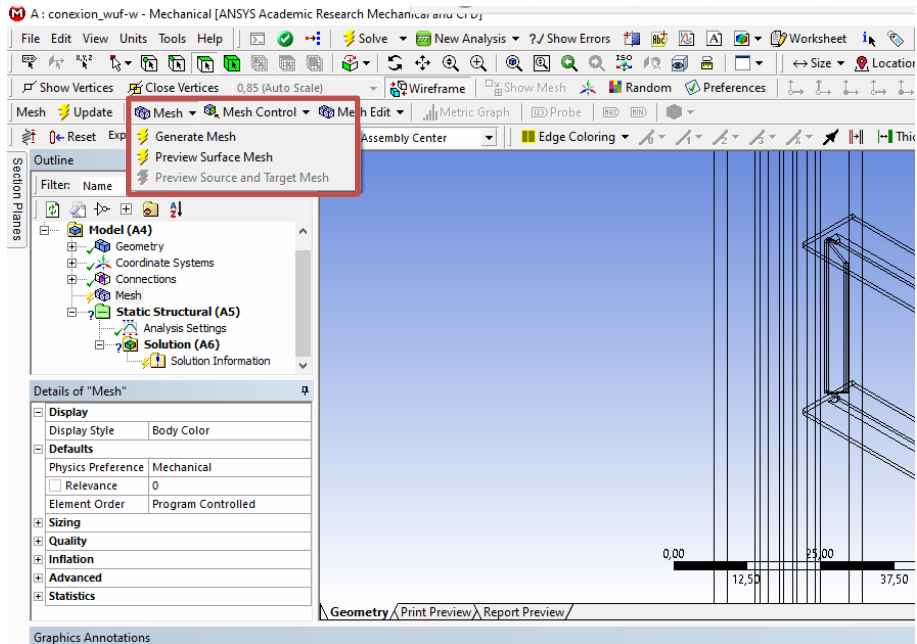 A : conexion_wuf-w - Mechanical [ANSYS Academic Research Mechanical and CFD]
File Edit View Units Tools Help Solve New Analysis ?/ Show Errors Worksheet
ISO Size Location
Show Vertices Close Vertices 0,85 (Auto Scale) Wireframe Show Mesh Random Preferences
Mesh Update Mesh Mesh Control Mesh Edit Metric Graph Probe MAX MIN
Reset Assembly Center Edge Coloring
Generate Mesh
Preview Surface Mesh
Preview Source and Target Mesh
Section Planes
Outline
Filter: Name
Model (A4)
Geometry
Coordinate Systems
Connections
Mesh
Static Structural (A5)
Analysis Settings
Solution (A6)
Solution Information
Details of "Mesh"
Display
Display Style Body Color
Defaults
Physics Preference Mechanical
Relevance 0
Element Order Program Controlled
Sizing
Quality
Inflation
Advanced
Statistics
0,00 25,00
12,50 37,50
Geometry Print Preview Report Preview
Graphics Annotations